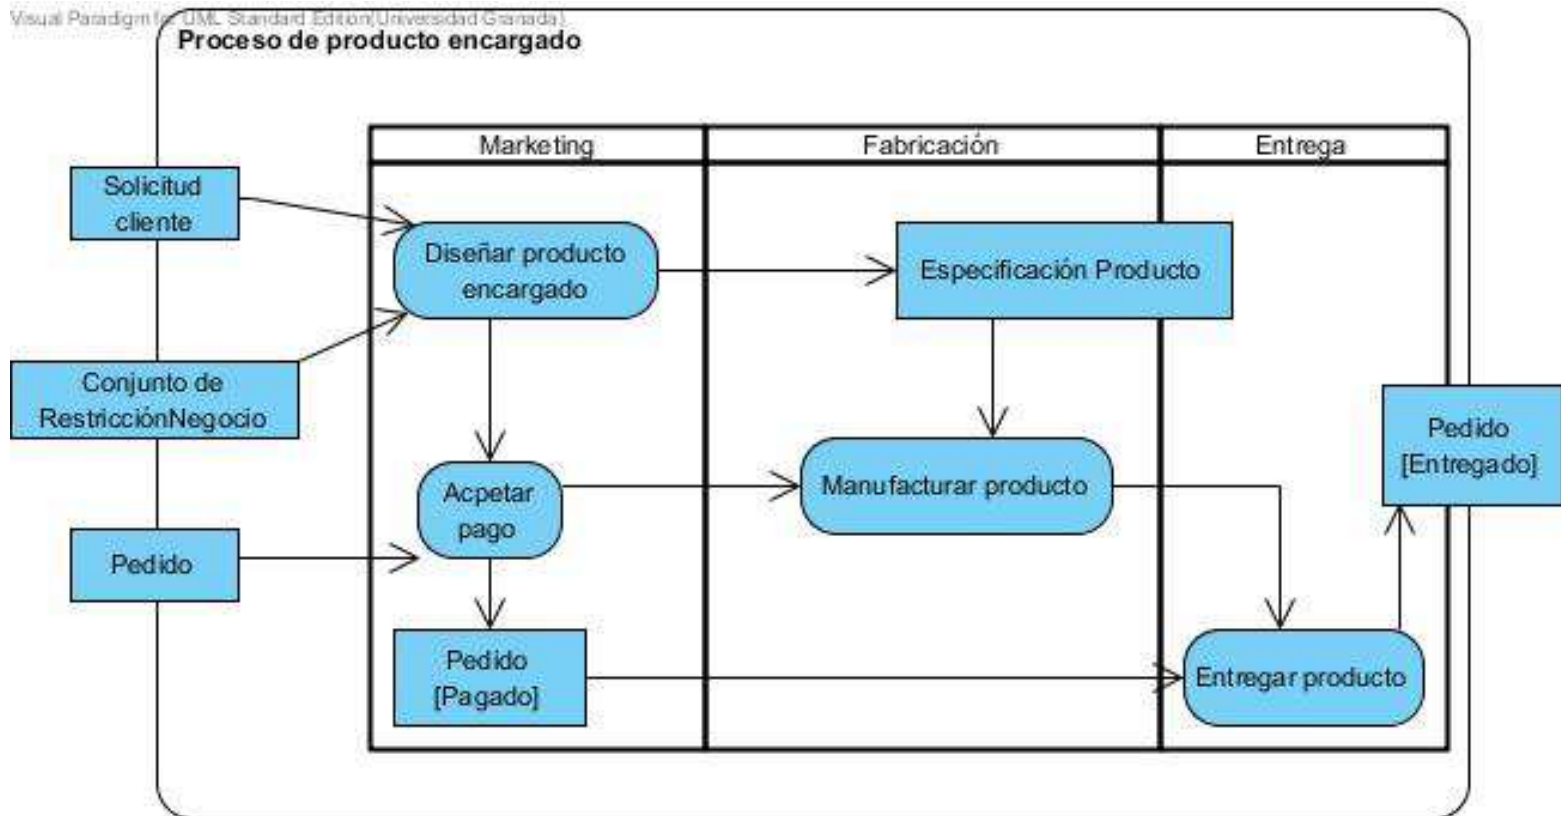 Visual Paradigm for UML Standard Edition(Universidad Granada)
Proceso de producto encargado
Marketing
Fabricación
Entrega
Solicitud
cliente
Diseñar producto
encargado
Especificación Producto
Conjunto de
RestricciónNegocio
Pedido
[Entregado]
Acpetar
pago
Manufacturar producto
Pedido
Pedido
[Pagado]
Entregar producto